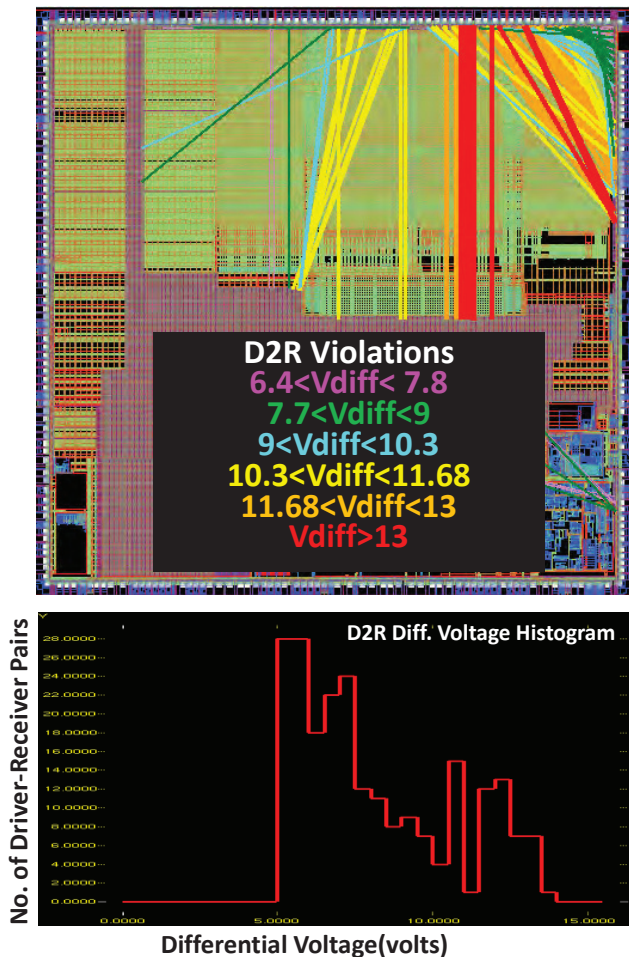 D2R Violations
6.4<Vdiff< 7.8
7.7<Vdiff<9
9<Vdiff<10.3
10.3<Vdiff<11.68
11.68<Vdiff<13
Vdiff>13
D2R Diff. Voltage Histogram
No. of Driver-Receiver Pairs
28.0000
24.0000
22.0000
20.0000
18.0000
16.0000
14.0000
12.0000
10.0000
8.0000
6.0000
4.0000
2.0000
0.0000
0.0000 5.0000 10.0000 15.0000
Differential Voltage(volts)